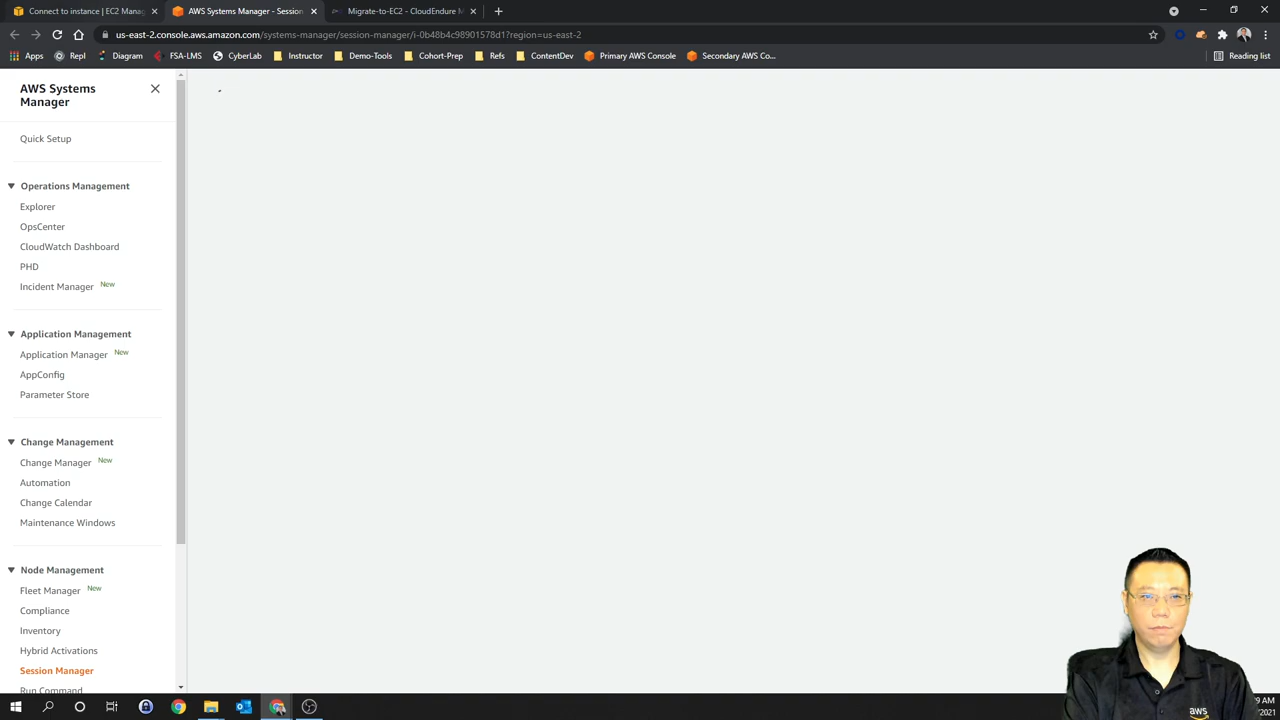 Connect to instance | EC2 Manag
AWS Systems Manager - Session
Migrate-to-EC2 - CloudEndure M
us-east-2.console.aws.amazon.com/systems-manager/session-manager/i-0b48b4c98901578d1?region=us-east-2
Apps
Repl
Diagram
FSA-LMS
CyberLab
Instructor
Demo-Tools
Cohort-Prep
Refs
ContentDev
Primary AWS Console
Secondary AWS Co...
Reading list
AWS Systems
Manager
Quick Setup
Operations Management
Explorer
OpsCenter
CloudWatch Dashboard
PHD
Incident Manager New
Application Management
Application Manager New
AppConfig
Parameter Store
Change Management
Change Manager New
Automation
Change Calendar
Maintenance Windows
Node Management
Fleet Manager New
Compliance
Inventory
Hybrid Activations
Session Manager
Run Command
aws
9 AM
2021